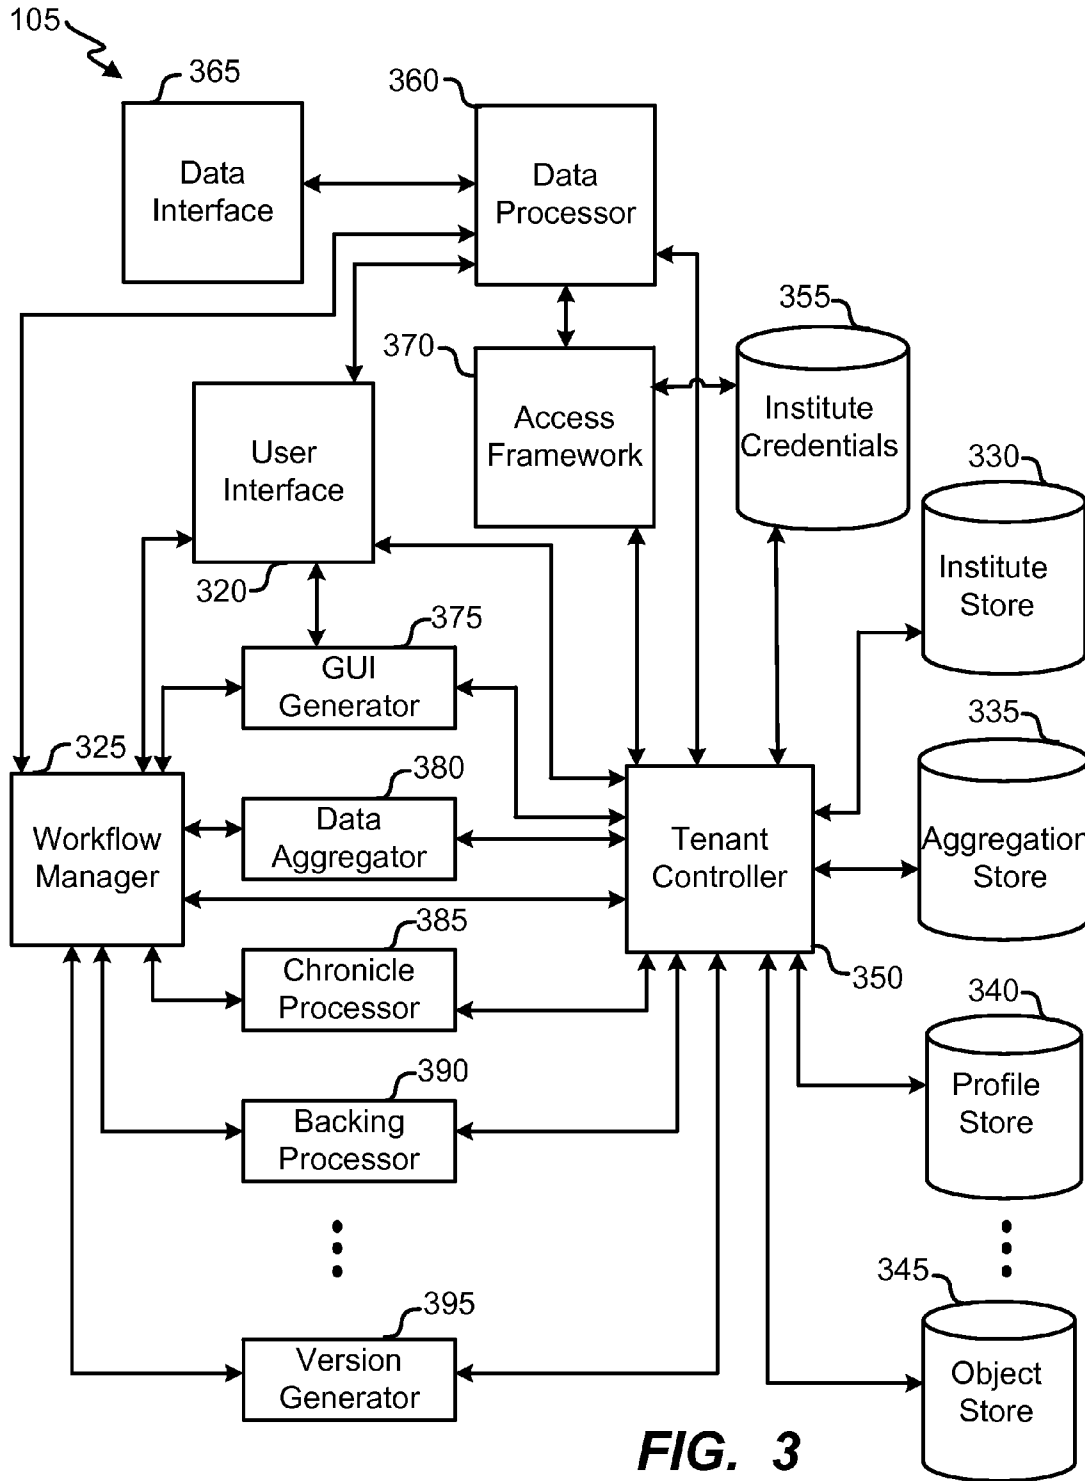 105
365
360
Data
Interface
Data
Processor
355
370
Access
Framework
Institute
Credentials
User
Interface
330
Institute
Store
320
375
GUI
Generator
335
325
380
Workflow
Manager
Data
Aggregator
Tenant
Controller
Aggregation
Store
385
Chronicle
Processor
350
340
Profile
Store
390
Backing
Processor
345
395
Version
Generator
Object
Store
FIG. 3